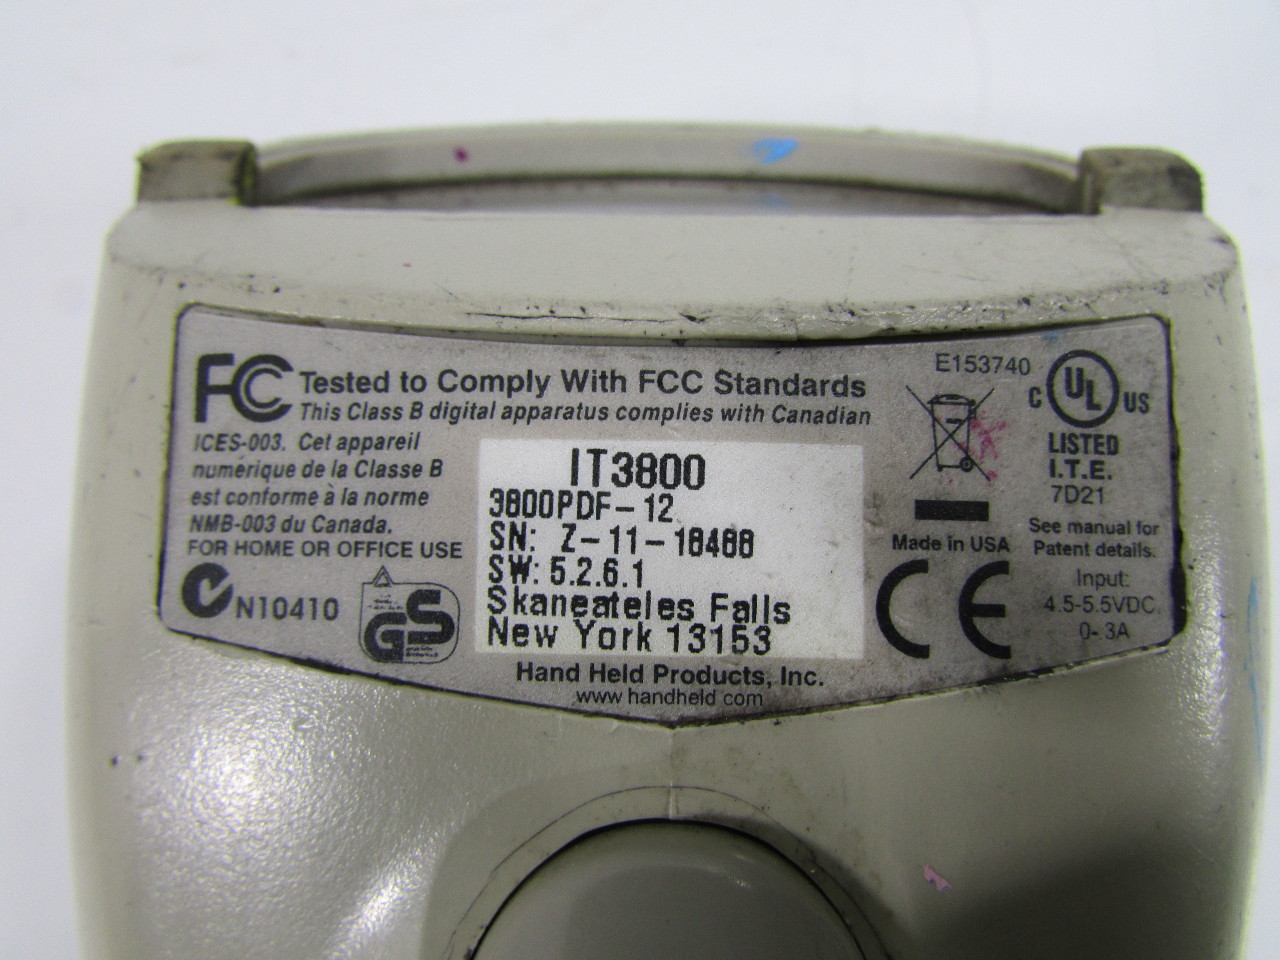 FC Tested to Comply With FCC Standards
This Class B digital apparatus complies with Canadian
ICES-003. Cet appareil
numérique de la Classe B
est conforme à la norme
NMB-003 du Canada.
FOR HOME OR OFFICE USE
N10410
GS
IT3800
3800PDF-12
SN: Z-11-18488
SW: 5.2.6.1
Skaneateles Falls
New York 13153
Hand Held Products, Inc.
www.handheld.com
E153740
C UL US
LISTED
I.T.E.
7D21
Made in USA
See manual for
Patent details.
CE
Input:
4.5-5.5VDC
0-.3A